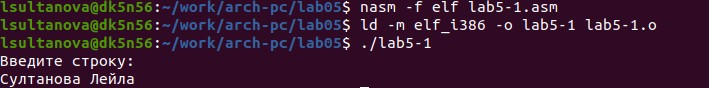 lsultanova@dk5n56:~/work/arch-pc/lab05$ nasm -f elf lab5-1.asm
lsultanova@dk5n56:~/work/arch-pc/lab05$ ld -m elf_i386 -o lab5-1 lab5-1.o
lsultanova@dk5n56:~/work/arch-pc/lab05$ ./lab5-1
Введите строку:
Султанова Лейла